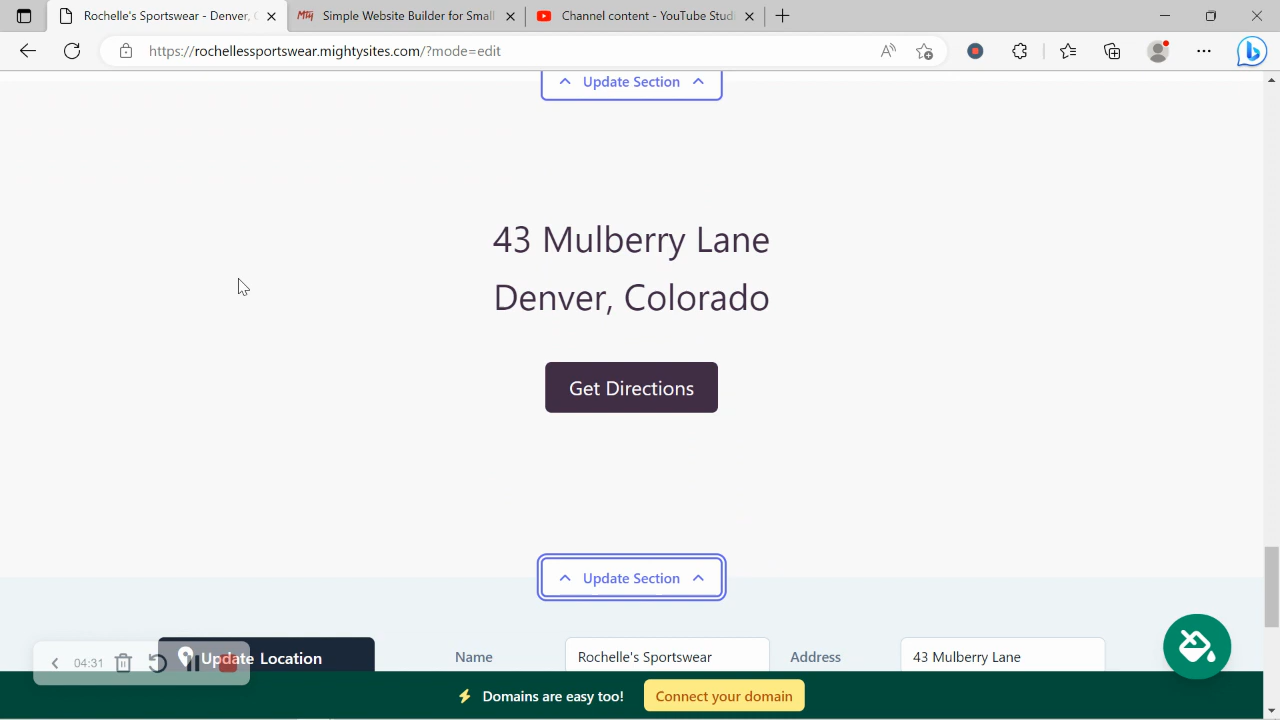 Rochelle's Sportswear - Denver, C
Simple Website Builder for Small
Channel content - YouTube Studi
https://rochellessportswear.mightysites.com/?mode=edit
Update Section
43 Mulberry Lane
Denver, Colorado
Get Directions
Update Section
04:31
Update Location
Name
Rochelle's Sportswear
Address
43 Mulberry Lane
Domains are easy too!
Connect your domain